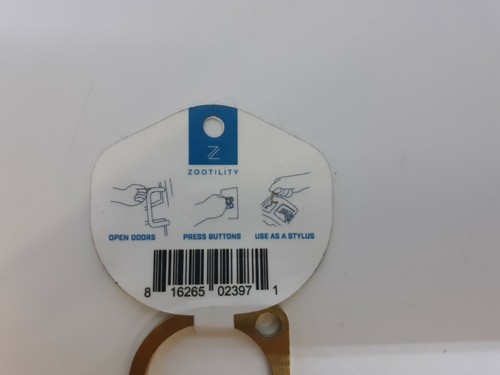 Z
ZOOTILITY
OPEN DOORS PRESS BUTTONS USE AS A STYLUS
8 16265 02397 1